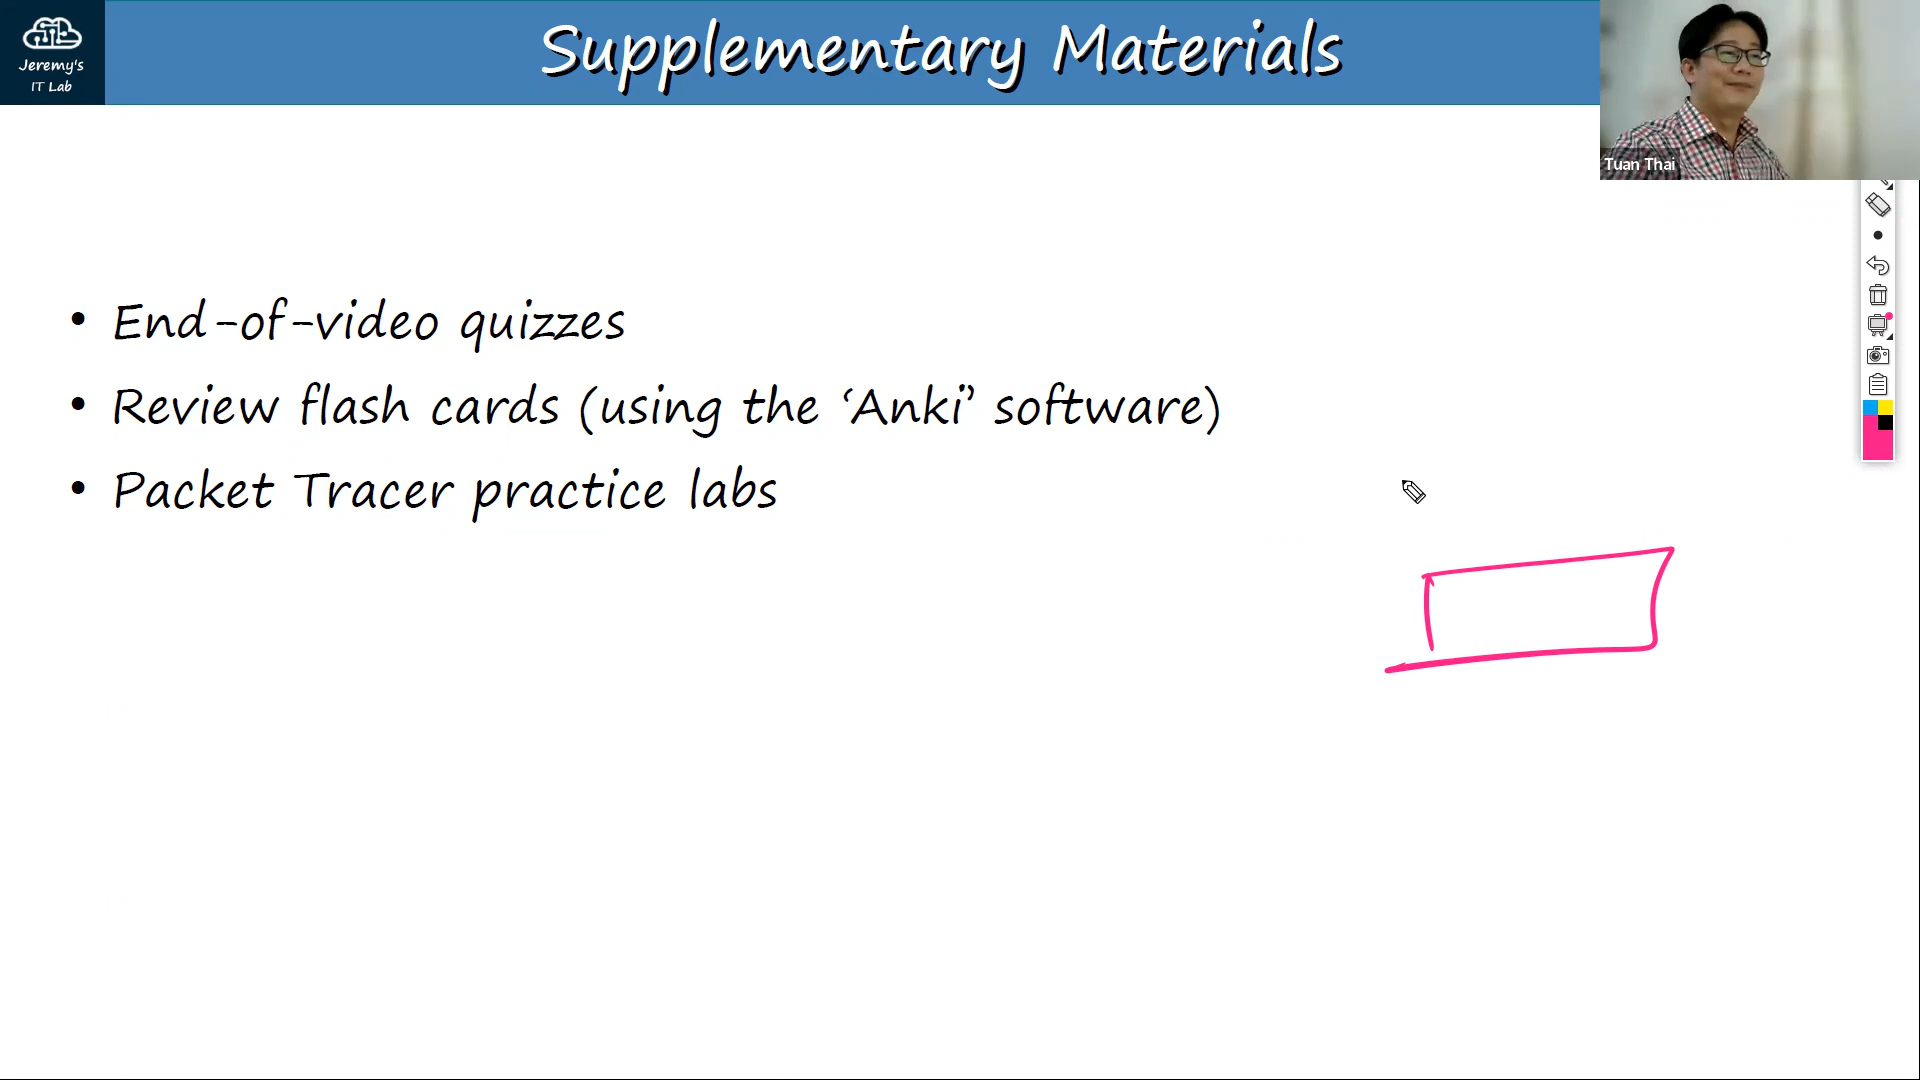 Jeremy's
IT Lab
Supplementary Materials
Tuan Thai
• End-of-video quizzes
• Review flash cards (using the ‘Anki’ software)
• Packet Tracer practice labs